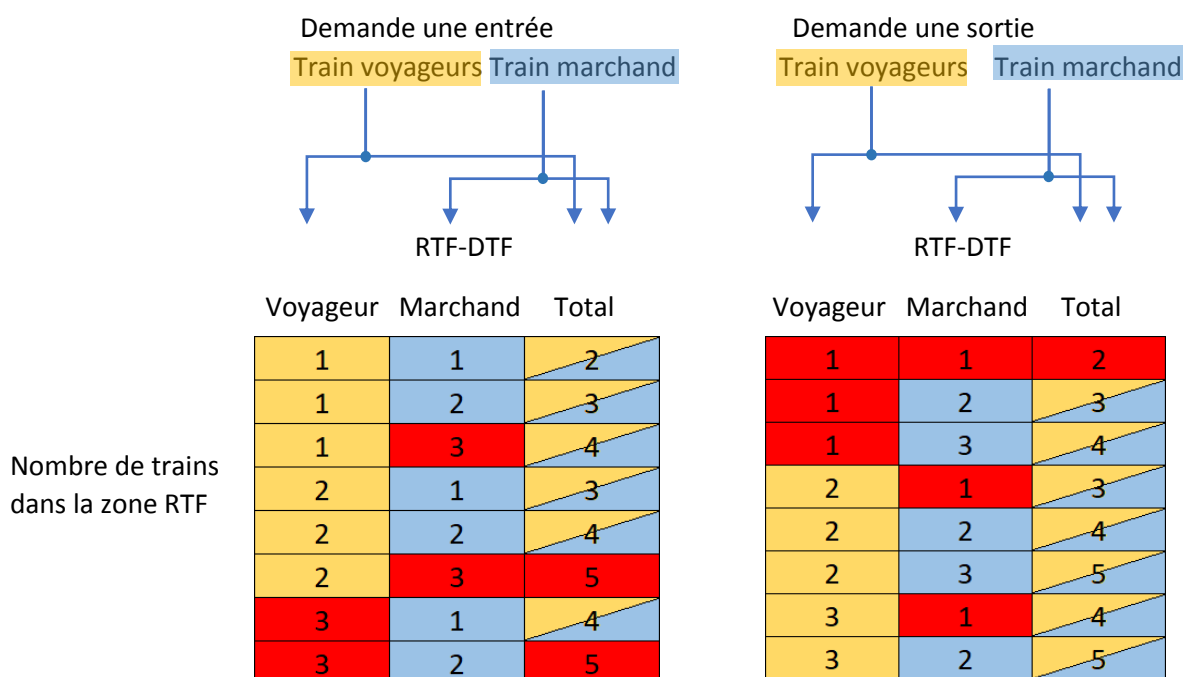 Demande une entrée Demande une sortie
Train voyageurs Train marchand Train voyageurs Train marchand
RTF-DTF RTF-DTF
Voyageur Marchand Total Voyageur Marchand Total
1 1 2 1 1 2
1 2 3 1 2 3
1 3 4 1 3 4
2 1 3 2 1 3
2 2 4 2 2 4
2 3 5 2 3 5
3 1 4 3 1 4
3 2 5 3 2 5
Nombre de trains
dans la zone RTF